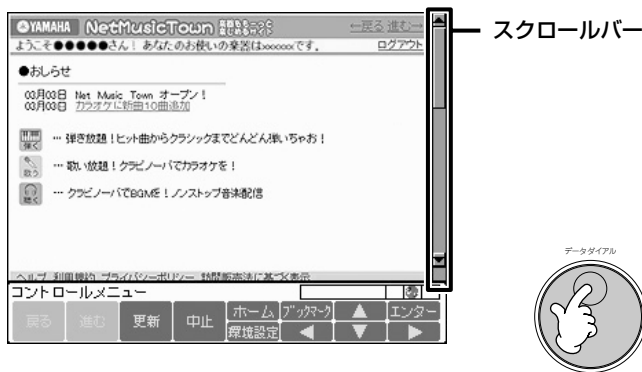 YAMAHA NetMusicTown ←戻る 進む→
ようこそ●●●●●さん! あなたのお使いの楽器はxxxxxxです。 ログアウト
●おしらせ
03月03日 Net Music Town オープン!
03月03日 カラオケに新曲10曲追加
弾く … 弾き放題!ヒット曲からクラシックまでどんどん弾いちゃお!
歌う … 歌い放題!クラビノーバでカラオケを!
聴く … クラビノーバでBGMを!ノンストップ音楽配信
ヘルプ 利用規約 プライバシーポリシー 訪問販売法に基づく表示
コントロールメニュー
戻る 進む 更新 中止 ホーム ブックマーク ▲ エンター
環境設定 ◀ ▼ ▶
スクロールバー
データダイアル